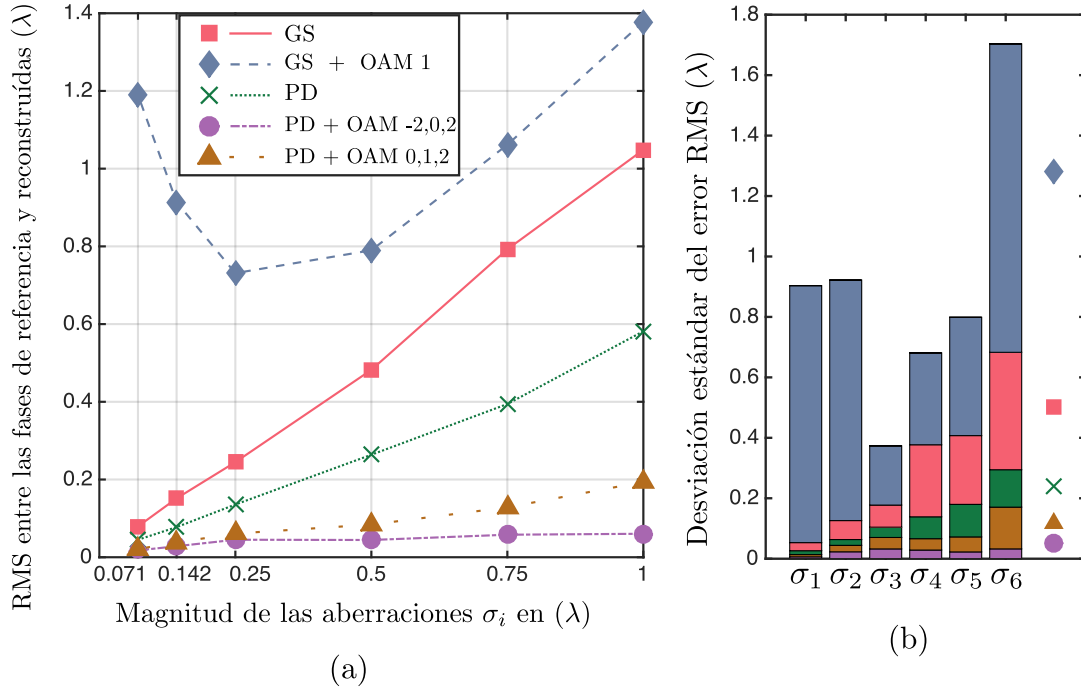 RMS entre las fases de referencia y reconstruídas (λ)
1.4
1.2
1
0.8
0.6
0.4
0.2
0
GS
GS + OAM 1
PD
PD + OAM -2,0,2
PD + OAM 0,1,2
0.071 0.142 0.25 0.5 0.75 1
Magnitud de las aberraciones σi en (λ)
(a)
Desviación estándar del error RMS (λ)
1.8
1.6
1.4
1.2
1
0.8
0.6
0.4
0.2
0
σ1 σ2 σ3 σ4 σ5 σ6
(b)